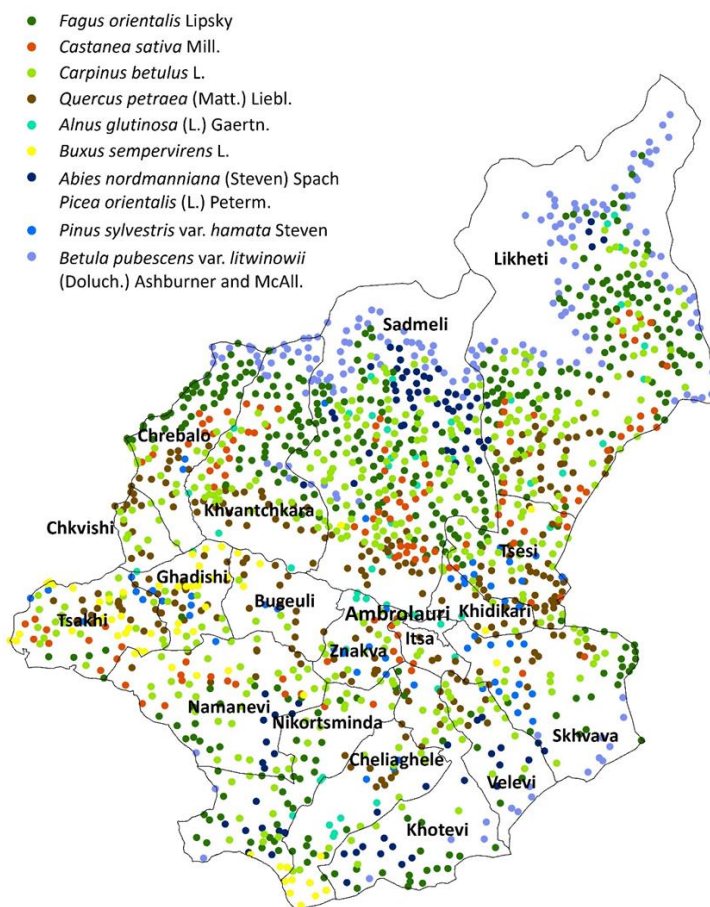 Fagus orientalis Lipsky
Castanea sativa Mill.
Carpinus betulus L.
Quercus petraea (Matt.) Liebl.
Alnus glutinosa (L.) Gaertn.
Buxus sempervirens L.
Abies nordmanniana (Steven) Spach
Picea orientalis (L.) Peterm.
Pinus sylvestris var. hamata Steven
Betula pubescens var. litwinowii
(Doluch.) Ashburner and McAll.
Likheti
Sadmeli
Chrebalo
Khvantchkara
Chkvishi
Tsesi
Ghadishi
Bugeuli
Ambrolauri
Khidikari
Tsakhi
Itsa
Znakva
Namanevi
Nikortsminda
Skhvava
Cheliaghele
Velevi
Khotevi